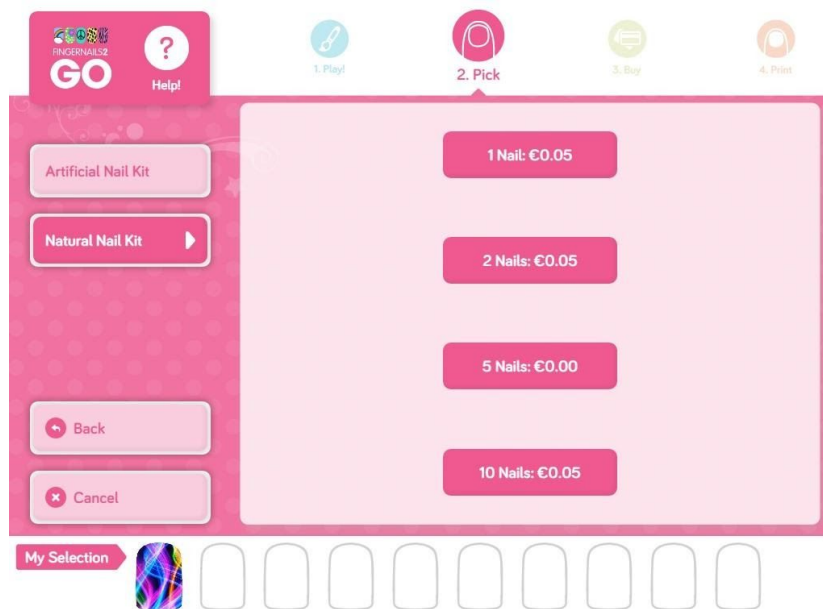 FINGERNAILS2
GO
?
Help!
1. Play!
2. Pick
3. Buy
4. Print
Artificial Nail Kit
Natural Nail Kit
Back
Cancel
1 Nail: €0.05
2 Nails: €0.05
5 Nails: €0.00
10 Nails: €0.05
My Selection